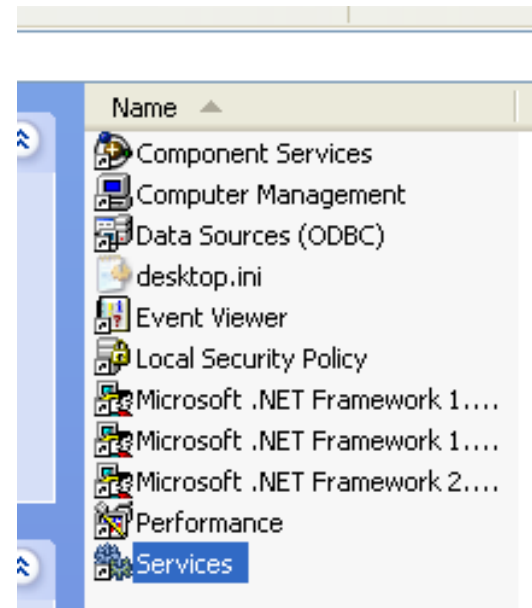 Name
Component Services
Computer Management
Data Sources (ODBC)
desktop.ini
Event Viewer
Local Security Policy
Microsoft .NET Framework 1....
Microsoft .NET Framework 1....
Microsoft .NET Framework 2....
Performance
Services